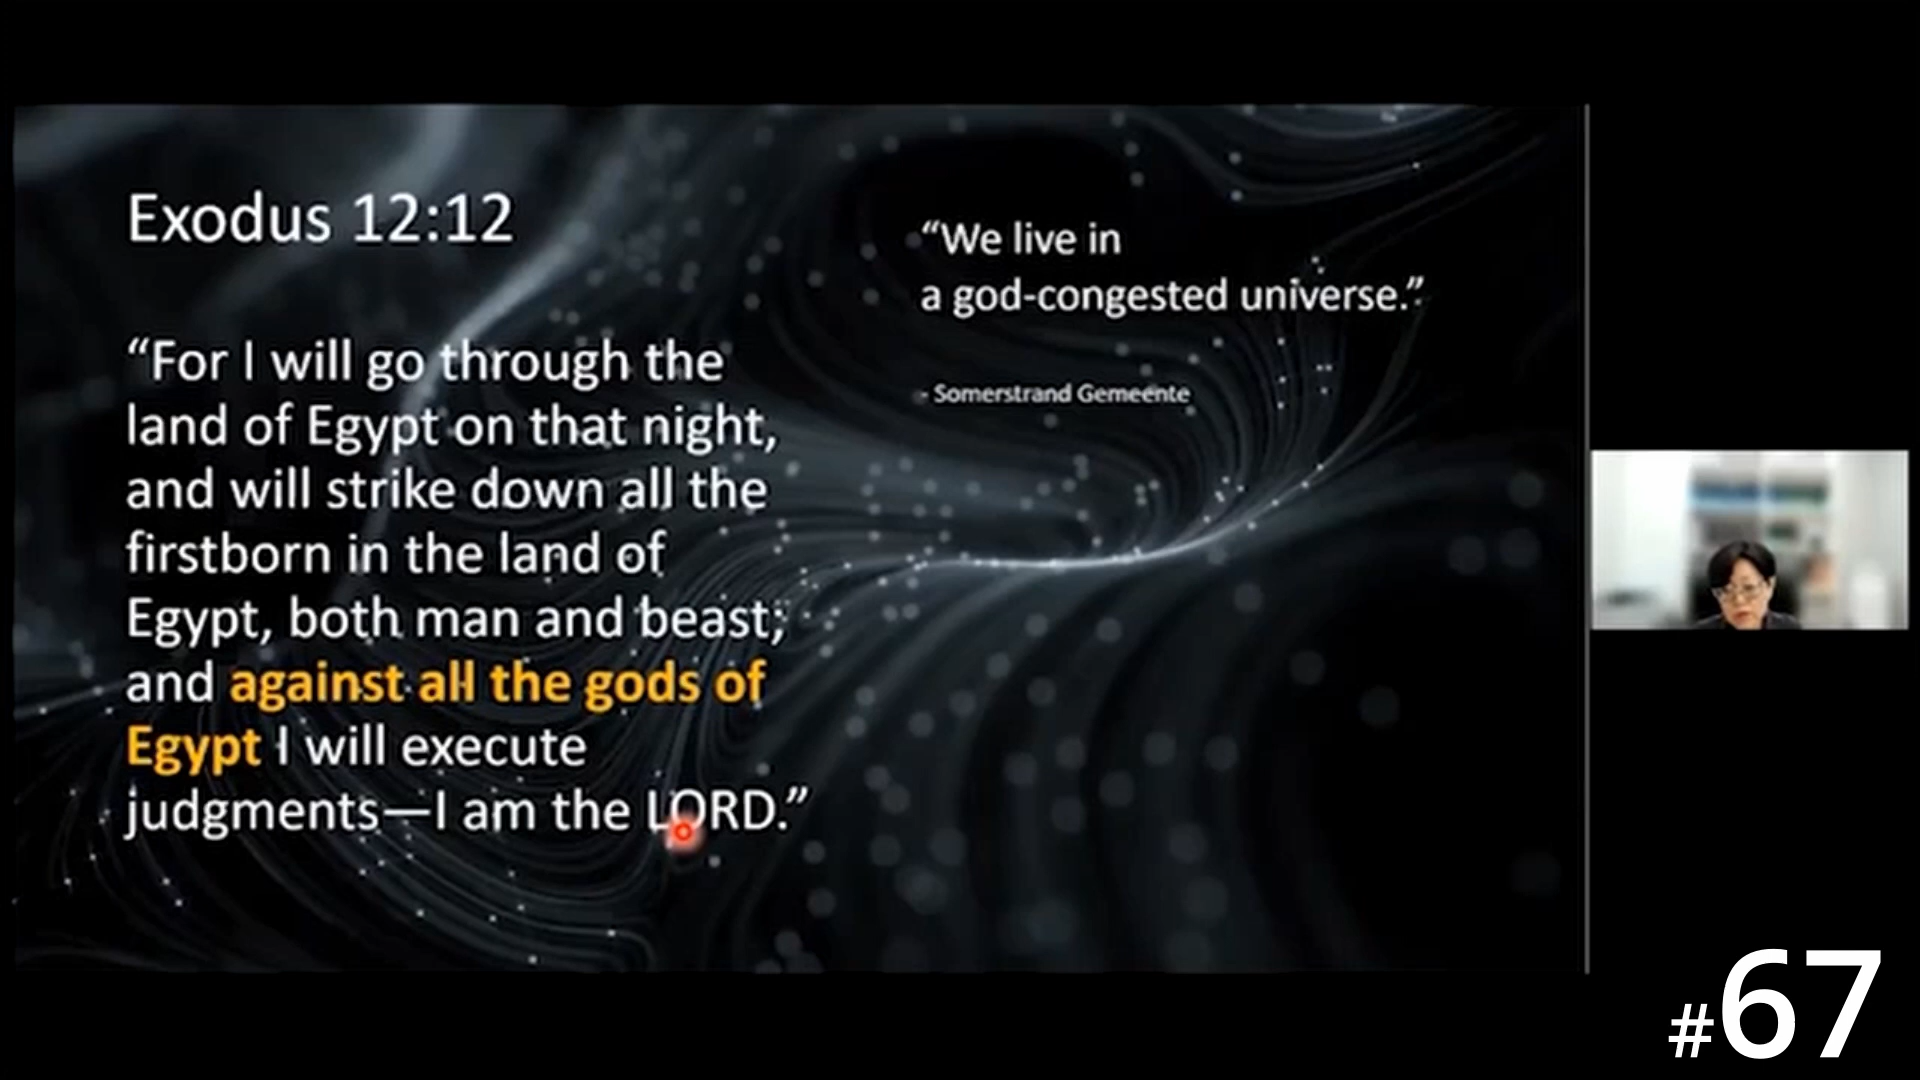 Exodus 12:12
“For I will go through the
land of Egypt on that night,
and will strike down all the
firstborn in the land of
Egypt, both man and beast;
and against all the gods of
Egypt I will execute
judgments—I am the LORD.”
“We live in
a god-congested universe.”
- Somerstrand Gemeente
#67